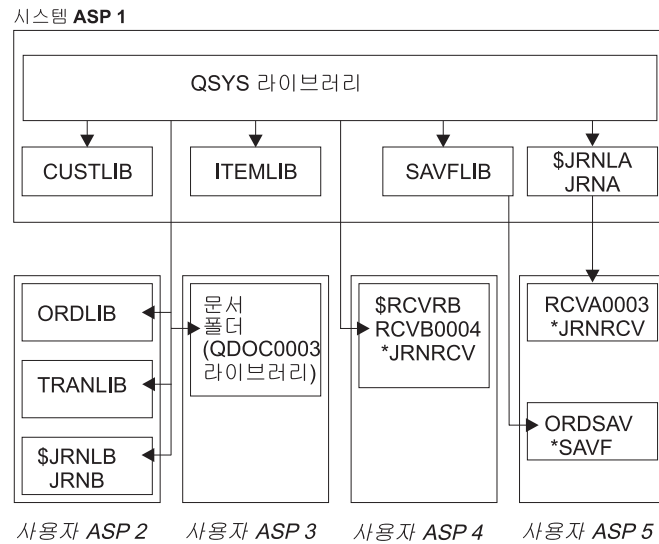 시스템 ASP 1
QSYS 라이브러리
CUSTLIB
ITEMLIB
SAVFLIB
$JRNLA
JRNA
ORDLIB
TRANLIB
$JRNLB
JRNB
문서
폴더
(QDOC0003
라이브러리)
$RCVRB
RCVB0004
*JRNRCV
RCVA0003
*JRNRCV
ORDSAV
*SAVF
사용자 ASP 2
사용자 ASP 3
사용자 ASP 4
사용자 ASP 5